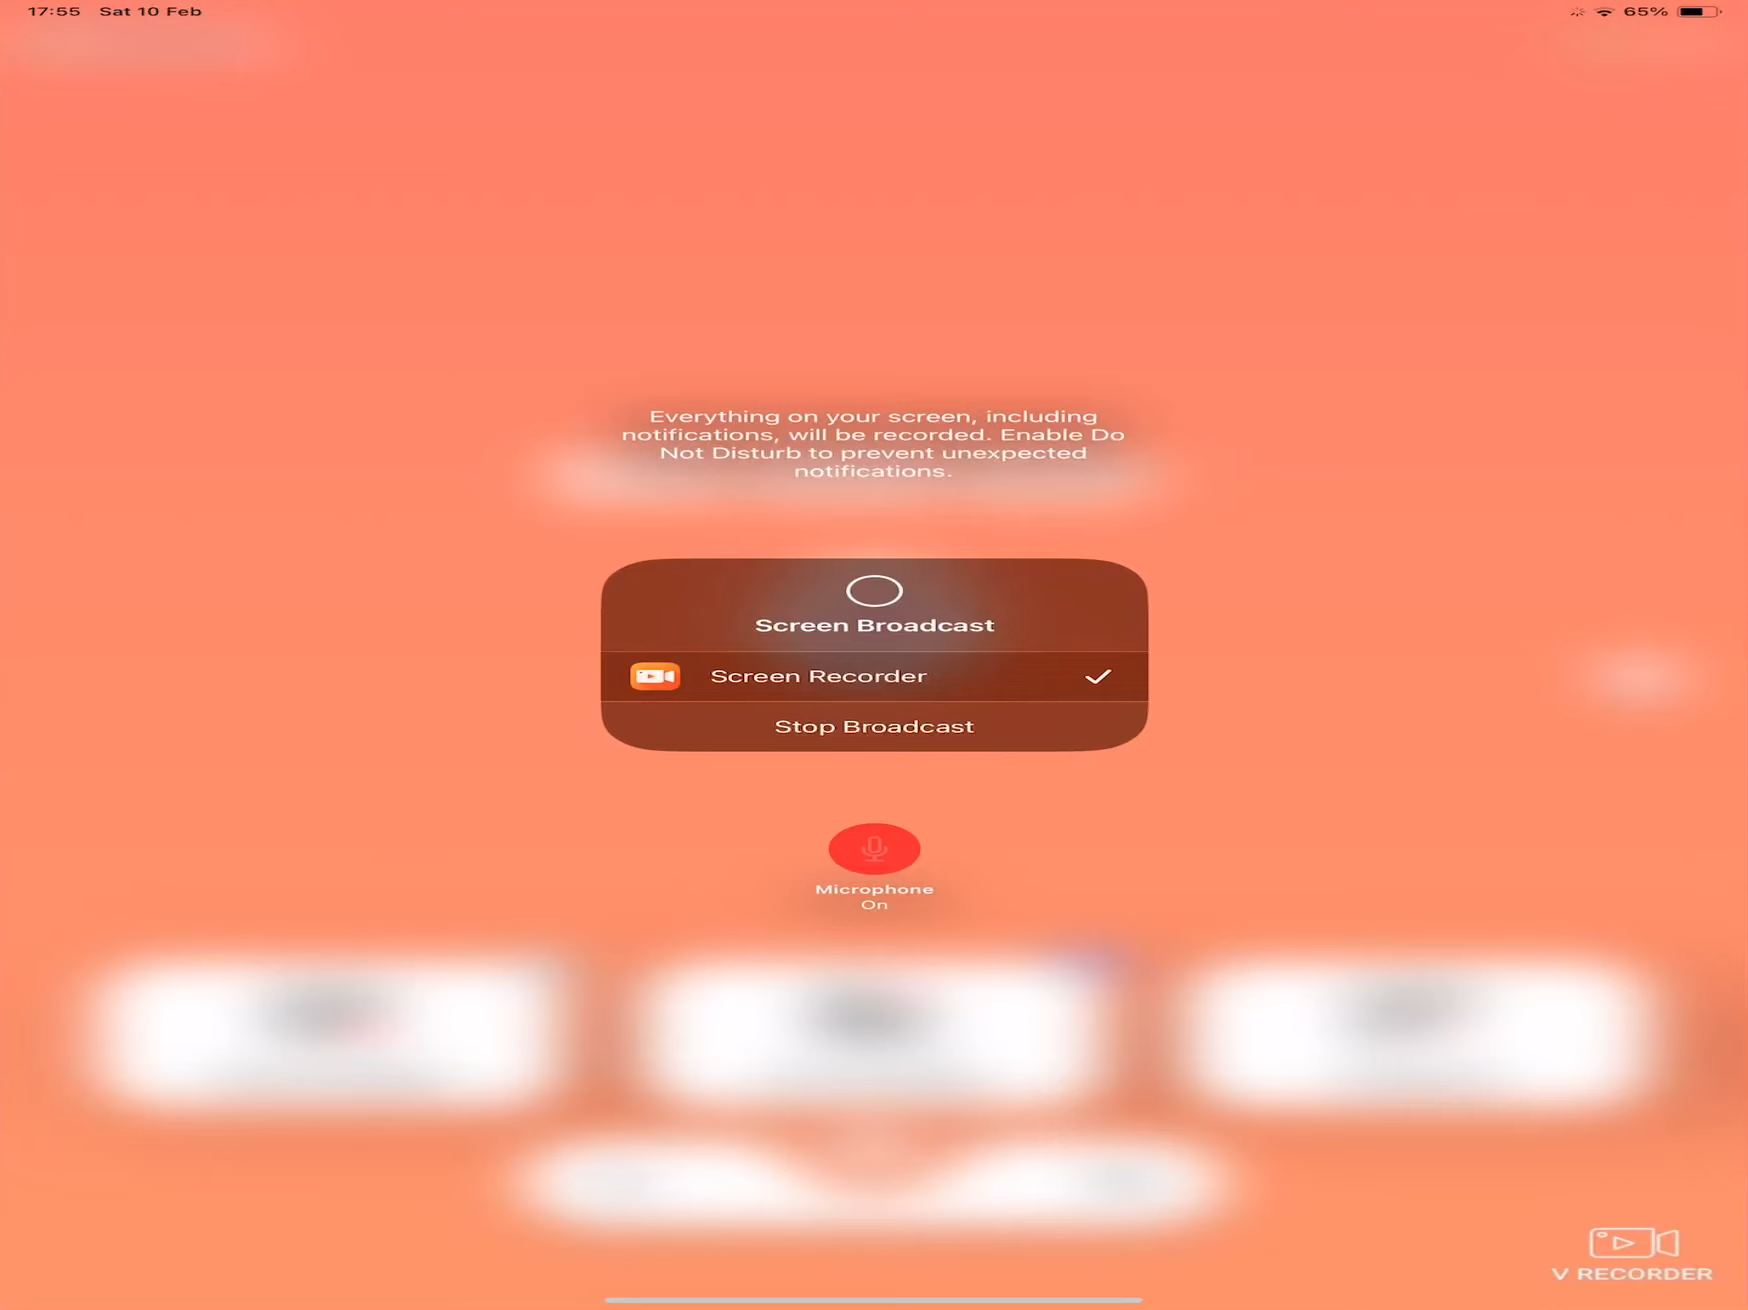 17:55 Sat 10 Feb
65%
Everything on your screen, including
notifications, will be recorded. Enable Do
Not Disturb to prevent unexpected
notifications.
Screen Broadcast
Screen Recorder
Stop Broadcast
Microphone
On
V RECORDER